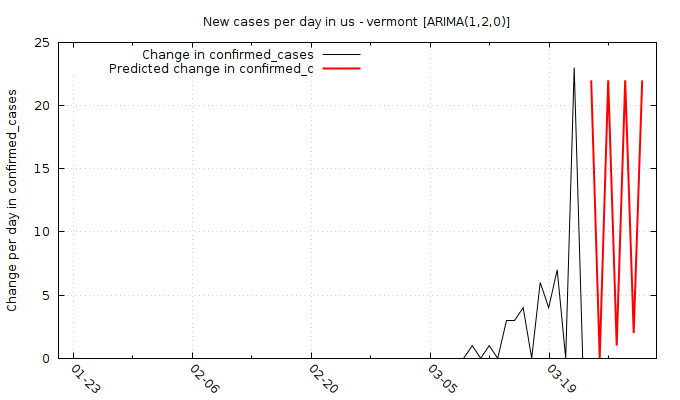 New cases per day in us - vermont [ARIMA(1,2,0)]
Change in confirmed_cases
Predicted change in confirmed_c
Change per day in confirmed_cases
25
20
15
10
5
0
01-23
02-06
02-20
03-05
03-19